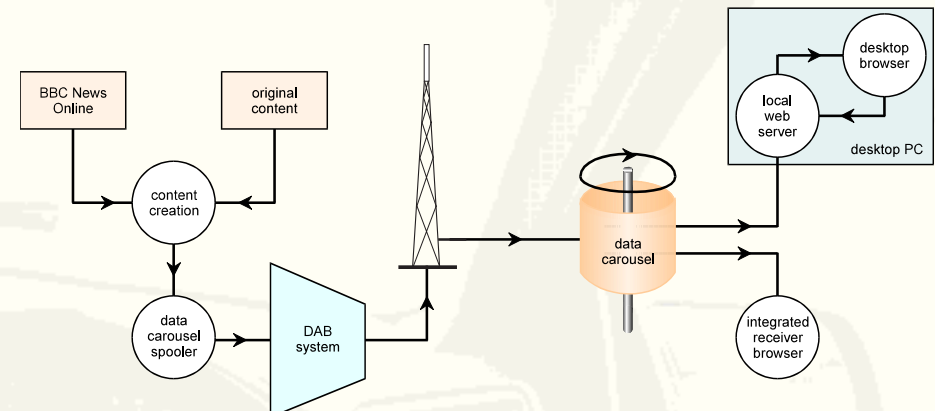 BBC News
Online
original
content
content
creation
data
carousel
spooler
DAB
system
data
carousel
local
web
server
desktop
browser
desktop PC
integrated
receiver
browser